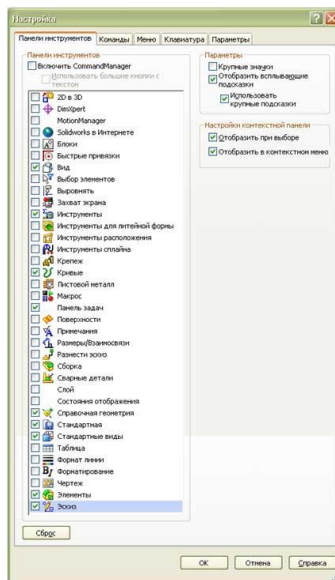 Настройка
Панели инструментов Команды Меню Клавиатура Параметры
Панели инструментов
Включить CommandManager
Использовать большие кнопки с
текстом
2D в 3D
DimXpert
MotionManager
Solidworks в Интернете
Блоки
Быстрые привязки
Вид
Выбор элементов
Выровнять
Захват экрана
Инструменты
Инструменты для литейной формы
Инструменты расположения
Инструменты сплайна
Крепеж
Кривые
Листовой металл
Макрос
Панель задач
Поверхности
Примечания
Размеры/Взаимосвязи
Разнести эскиз
Сборка
Сварные детали
Слой
Состояния отображения
Справочная геометрия
Стандартная
Стандартные виды
Таблица
Формат линии
Форматирование
Чертеж
Элементы
Эскиз
Сброс
Параметры
Крупные значки
Отобразить всплывающие
подсказки
Использовать
крупные подсказки
Настройки контекстной панели
Отобразить при выборе
Отобразить в контекстном меню
OK Отмена Справка